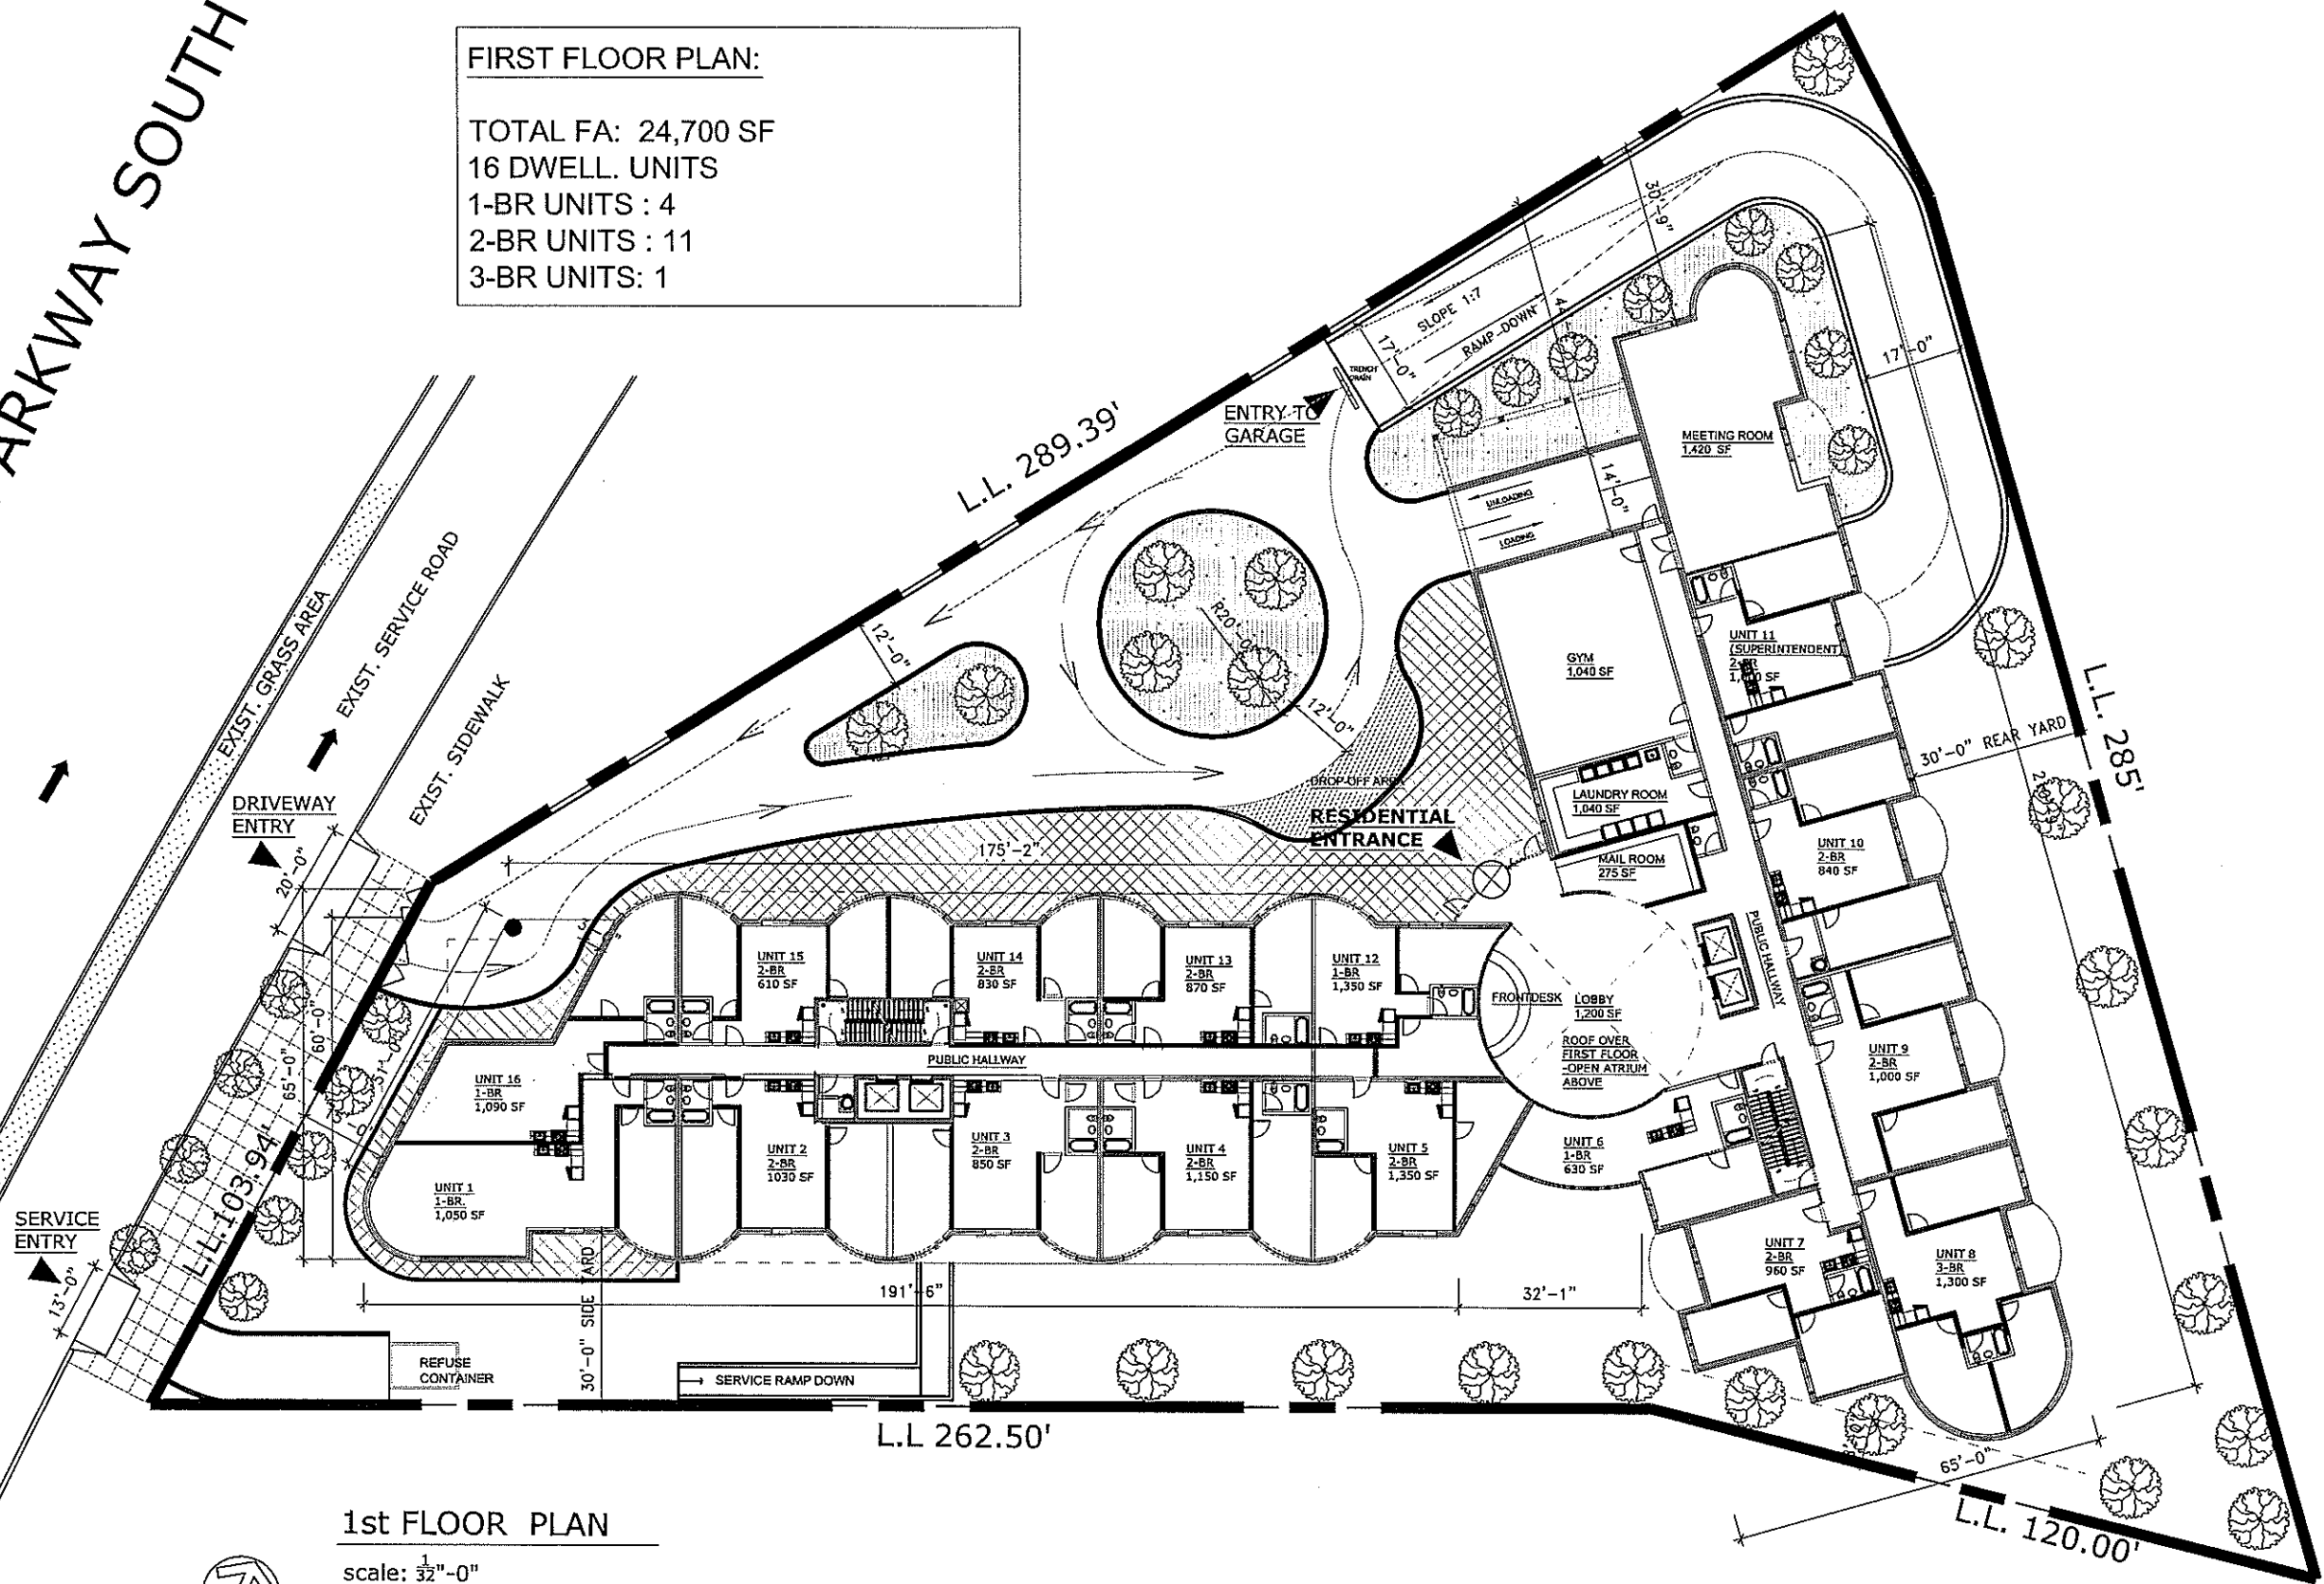 ARKWAY SOUTH
FIRST FLOOR PLAN:
TOTAL FA: 24,700 SF
16 DWELL. UNITS
1-BR UNITS : 4
2-BR UNITS : 11
3-BR UNITS: 1
EXIST. GRASS AREA
EXIST. SERVICE ROAD
EXIST. SIDEWALK
DRIVEWAY
ENTRY
20'-0"
SERVICE
ENTRY
13'-0"
L.L. 103.94'
65'-0"
60'-0"
L.L. 289.39'
12'-0"
R20'-0"
12'-0"
ENTRY TO
GARAGE
TRENCH
DRAIN
17'-0"
SLOPE 1:7
RAMP-DOWN
30'-9"
17'-0"
14'-0"
UNLOADING
LOADING
MEETING ROOM
1,420 SF
GYM
1,040 SF
LAUNDRY ROOM
1,040 SF
MAIL ROOM
275 SF
DROP-OFF AREA
RESIDENTIAL
ENTRANCE
175'-2"
UNIT 11
(SUPERINTENDENT)
2-BR
SF
30'-0" REAR YARD
L.L. 285'
UNIT 10
2-BR
840 SF
PUBLIC HALLWAY
UNIT 15
2-BR
610 SF
UNIT 14
2-BR
830 SF
UNIT 13
2-BR
870 SF
UNIT 12
1-BR
1,350 SF
FRONTDESK
LOBBY
1,200 SF
ROOF OVER
FIRST FLOOR
-OPEN ATRIUM
ABOVE
PUBLIC HALLWAY
UNIT 9
2-BR
1,000 SF
UNIT 16
1-BR
1,090 SF
UNIT 1
1-BR
1,050 SF
UNIT 2
2-BR
1030 SF
UNIT 3
2-BR
850 SF
UNIT 4
2-BR
1,150 SF
UNIT 5
2-BR
1,350 SF
UNIT 6
1-BR
630 SF
UNIT 7
2-BR
960 SF
UNIT 8
3-BR
1,300 SF
191'-6"
32'-1"
30'-0" SIDE YARD
REFUSE
CONTAINER
SERVICE RAMP DOWN
L.L 262.50'
65'-0"
L.L. 120.00'
1st FLOOR PLAN
scale: 1/32"-0"